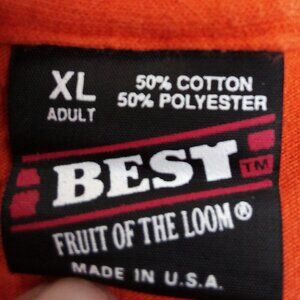 XL
ADULT
50% COTTON
50% POLYESTER
BEST™
FRUIT OF THE LOOM®
MADE IN U.S.A.